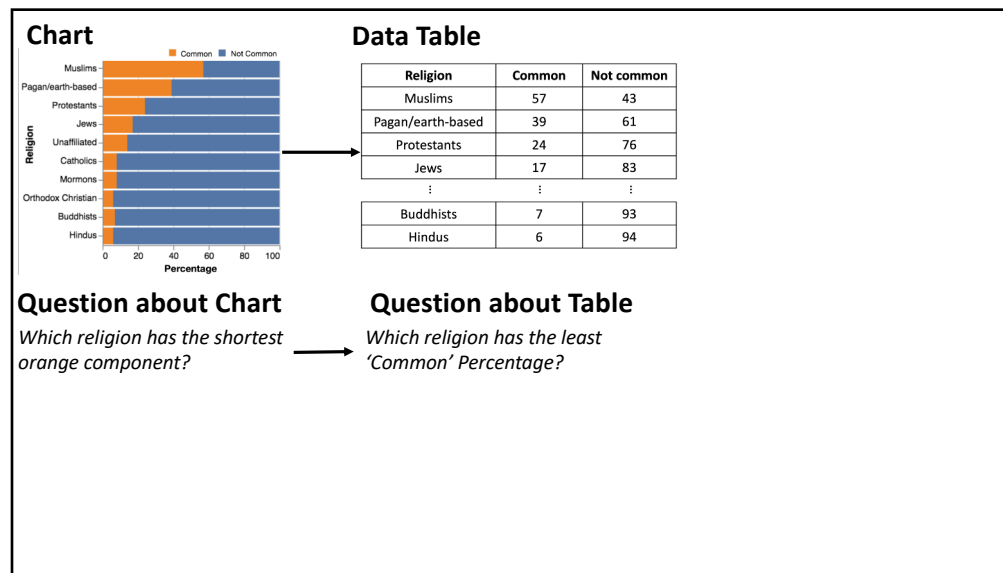 Chart
Common Not Common
Muslims
Pagan/earth-based
Protestants
Jews
Unaffiliated
Catholics
Mormons
Orthodox Christian
Buddhists
Hindus
Religion
0 20 40 60 80 100
Percentage
Data Table
Religion Common Not common
Muslims 57 43
Pagan/earth-based 39 61
Protestants 24 76
Jews 17 83
⋮ ⋮ ⋮
Buddhists 7 93
Hindus 6 94
Question about Chart
Which religion has the shortest
orange component?
Question about Table
Which religion has the least
‘Common’ Percentage?